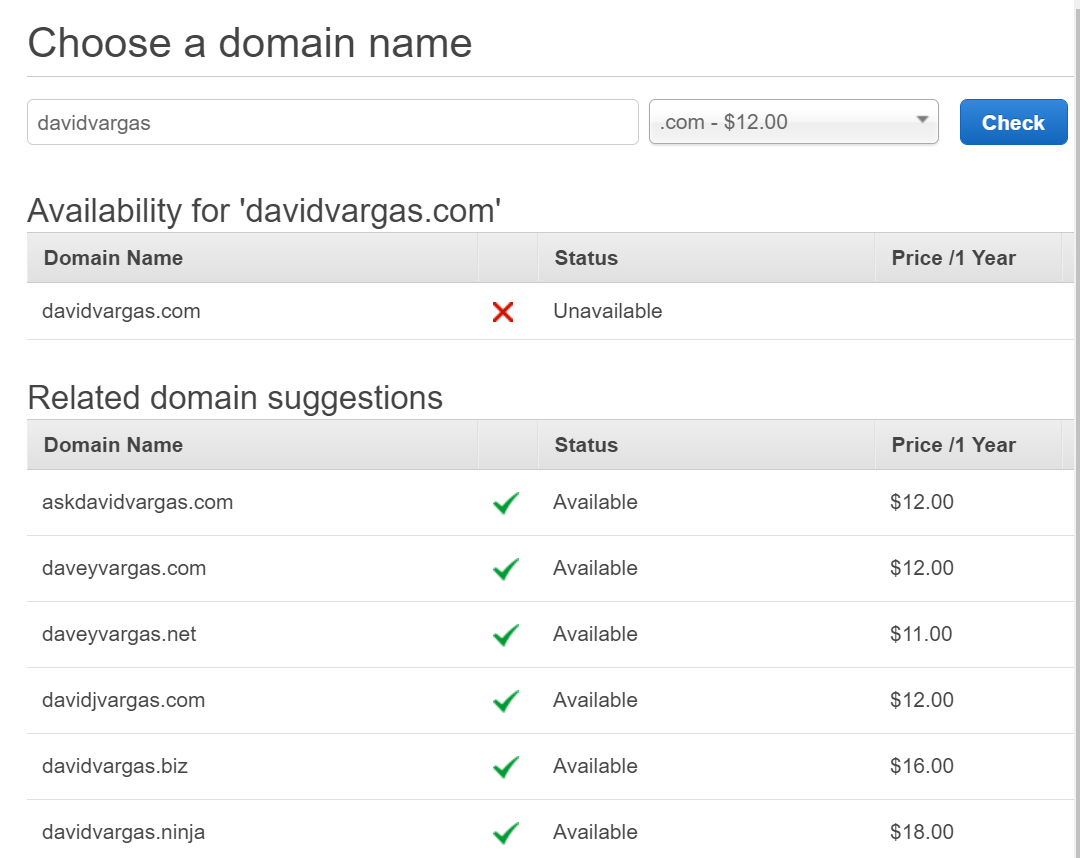 Choose a domain name
davidvargas .com - $12.00 Check
Availability for 'davidvargas.com'
Domain Name Status Price /1 Year
davidvargas.com Unavailable
Related domain suggestions
Domain Name Status Price /1 Year
askdavidvargas.com Available $12.00
daveyvargas.com Available $12.00
daveyvargas.net Available $11.00
davidjvargas.com Available $12.00
davidvargas.biz Available $16.00
davidvargas.ninja Available $18.00